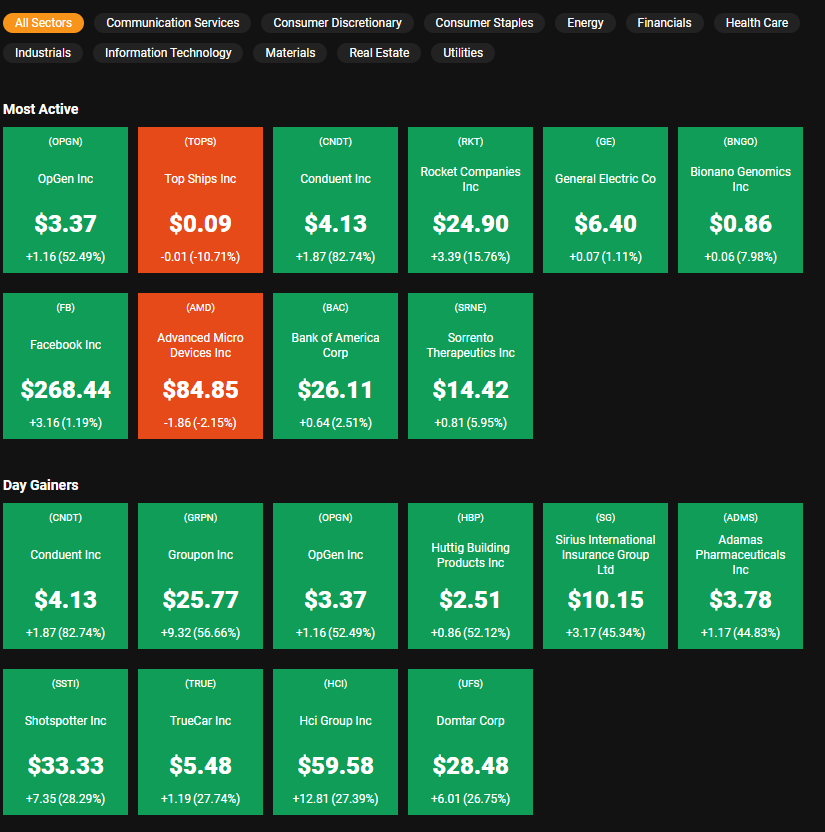 All Sectors Communication Services Consumer Discretionary Consumer Staples Energy Financials Health Care
Industrials Information Technology Materials Real Estate Utilities
Most Active
(OPGN)
OpGen Inc
$3.37
+1.16 (52.49%)
(TOPS)
Top Ships Inc
$0.09
-0.01 (-10.71%)
(CNDT)
Conduent Inc
$4.13
+1.87 (82.74%)
(RKT)
Rocket Companies
Inc
$24.90
+3.39 (15.76%)
(GE)
General Electric Co
$6.40
+0.07 (1.11%)
(BNGO)
Bionano Genomics
Inc
$0.86
+0.06 (7.98%)
(FB)
Facebook Inc
$268.44
+3.16 (1.19%)
(AMD)
Advanced Micro
Devices Inc
$84.85
-1.86 (-2.15%)
(BAC)
Bank of America
Corp
$26.11
+0.64 (2.51%)
(SRNE)
Sorrento
Therapeutics Inc
$14.42
+0.81 (5.95%)
Day Gainers
(CNDT)
Conduent Inc
$4.13
+1.87 (82.74%)
(GRPN)
Groupon Inc
$25.77
+9.32 (56.66%)
(OPGN)
OpGen Inc
$3.37
+1.16 (52.49%)
(HBP)
Huttig Building
Products Inc
$2.51
+0.86 (52.12%)
(SG)
Sirius International
Insurance Group
Ltd
$10.15
+3.17 (45.34%)
(ADMS)
Adamas
Pharmaceuticals
Inc
$3.78
+1.17 (44.83%)
(SSTI)
Shotspotter Inc
$33.33
+7.35 (28.29%)
(TRUE)
TrueCar Inc
$5.48
+1.19 (27.74%)
(HCI)
Hci Group Inc
$59.58
+12.81 (27.39%)
(UFS)
Domtar Corp
$28.48
+6.01 (26.75%)